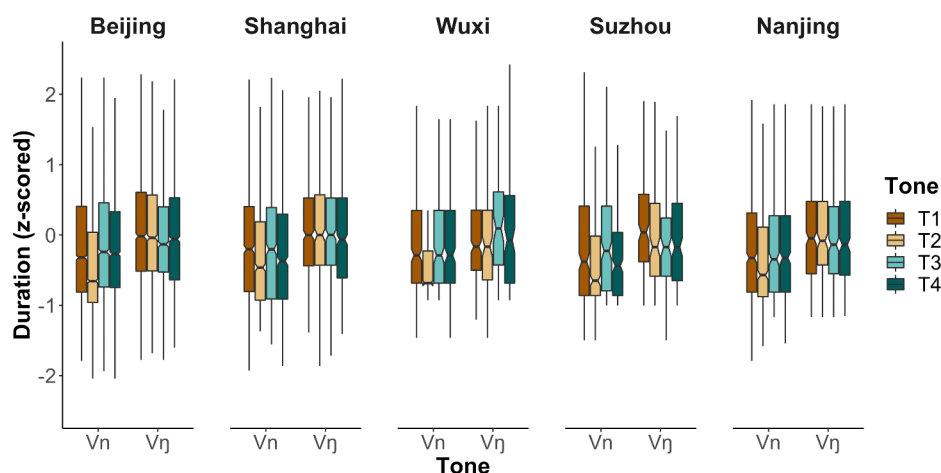 Beijing Shanghai Wuxi Suzhou Nanjing
Duration (z-scored)
2
0
-1
-2
Vn Vŋ Vn Vŋ Vn Vŋ Vn Vŋ Vn Vŋ
Tone
Tone
T1
T2
T3
T4